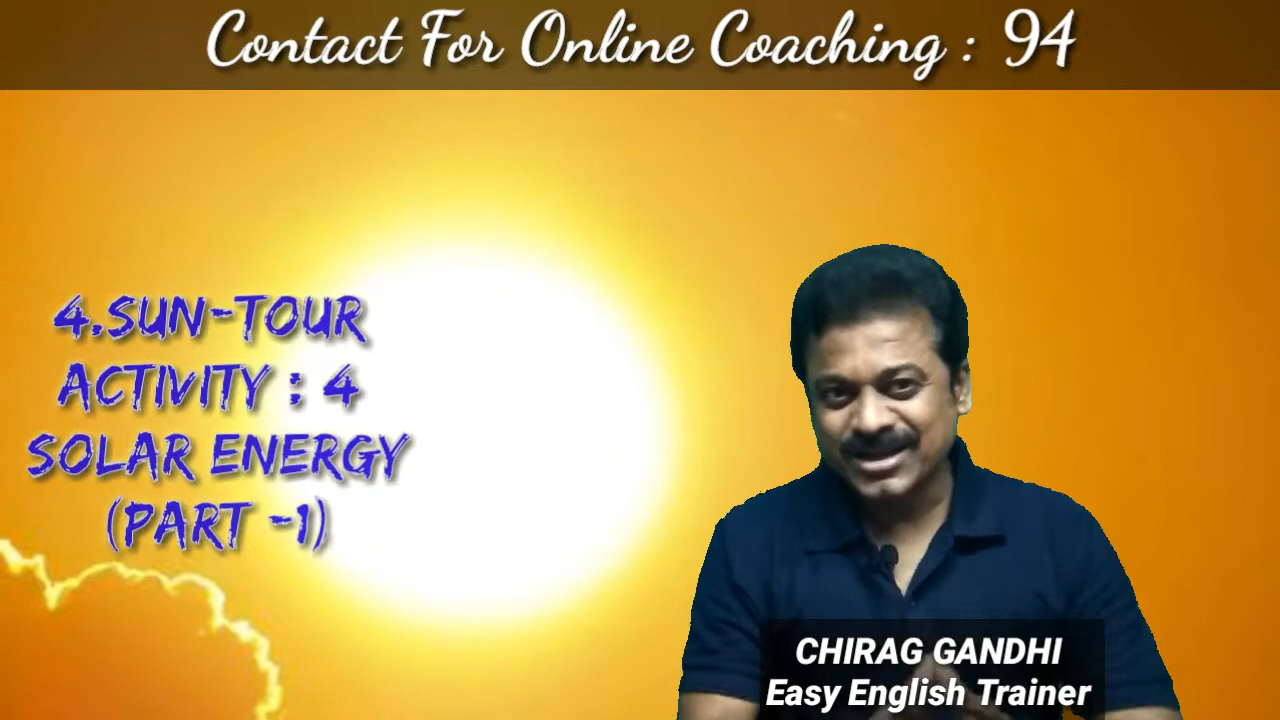 Contact For Online Coaching : 94
4.SUN-TOUR
ACTIVITY : 4
SOLAR ENERGY
(PART -1)
CHIRAG GANDHI
Easy English Trainer